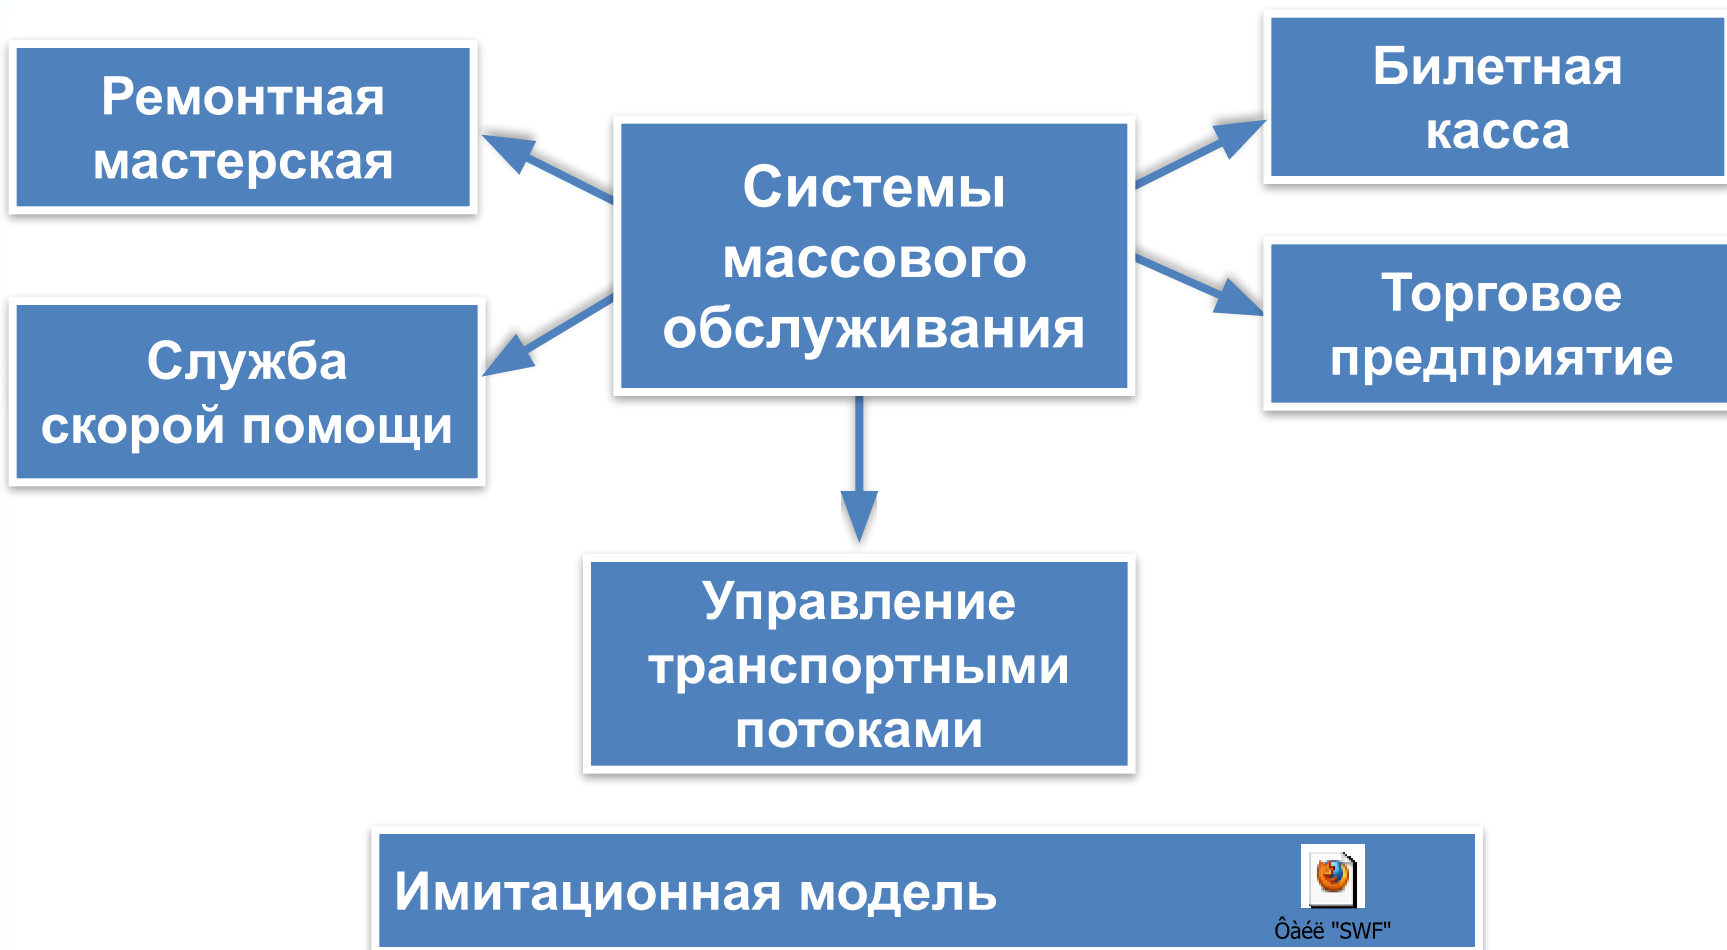 Ремонтная
мастерская
Билетная
касса
Системы
массового
обслуживания
Служба
скорой помощи
Торговое
предприятие
Управление
транспортными
потоками
Имитационная модель
Ôàéë "SWF"